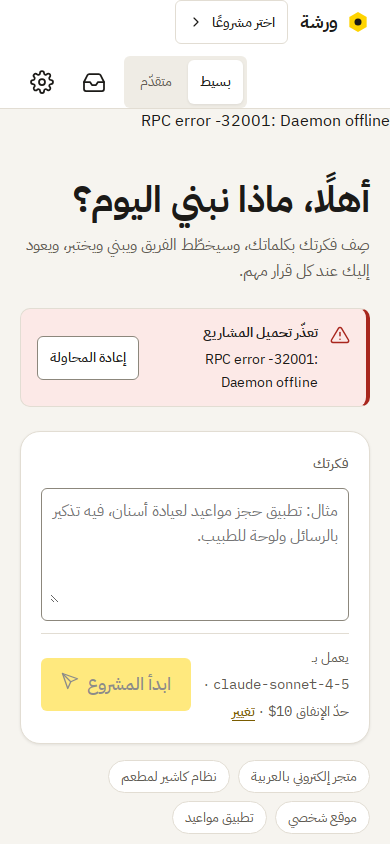 ورشة
اختر مشروعًا
بسيط
متقدّم
RPC error -32001: Daemon offline
أهلًا، ماذا نبني اليوم؟
صِف فكرتك بكلماتك، وسيخطّط الفريق ويبني ويختبر، ويعود
إليك عند كل قرار مهم.
تعذّر تحميل المشاريع
RPC error -32001:
Daemon offline
إعادة المحاولة
فكرتك
مثال: تطبيق حجز مواعيد لعيادة أسنان، فيه تذكير
بالرسائل ولوحة للطبيب.
يعمل بـ
claude-sonnet-4-5 ·
حدّ الإنفاق 10$ · تغيير
ابدأ المشروع
متجر إلكتروني بالعربية
نظام كاشير لمطعم
موقع شخصي
تطبيق مواعيد